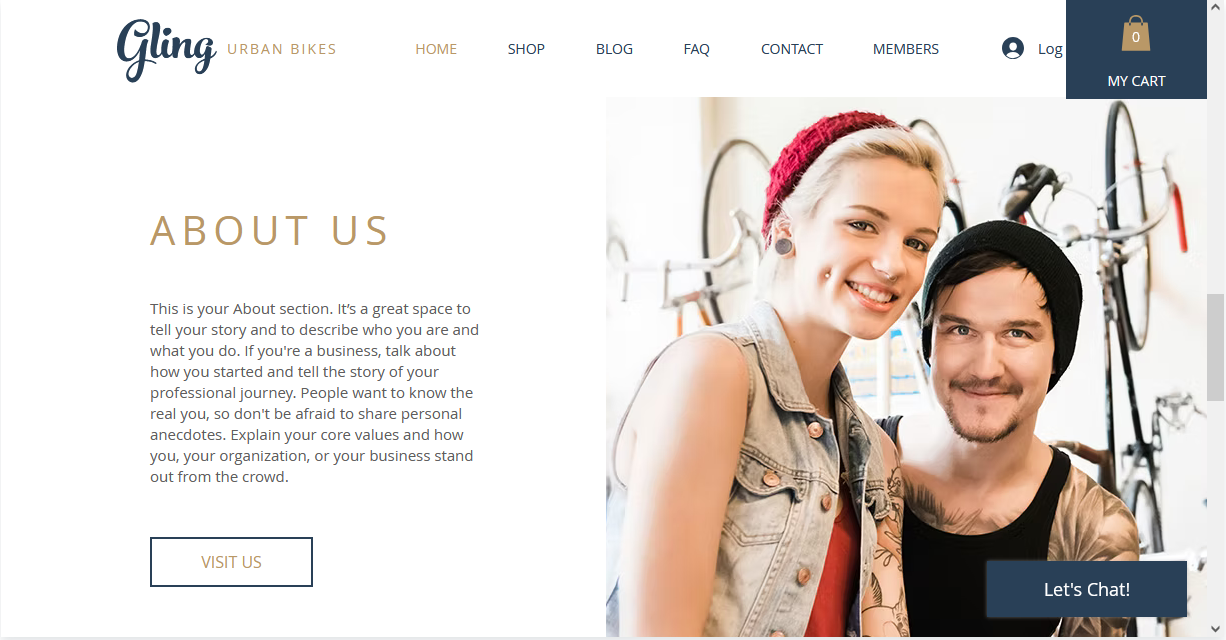 Gling URBAN BIKES
HOME SHOP BLOG FAQ CONTACT MEMBERS Log
0
MY CART
ABOUT US
This is your About section. It’s a great space to
tell your story and to describe who you are and
what you do. If you're a business, talk about
how you started and tell the story of your
professional journey. People want to know the
real you, so don't be afraid to share personal
anecdotes. Explain your core values and how
you, your organization, or your business stand
out from the crowd.
VISIT US
Let's Chat!